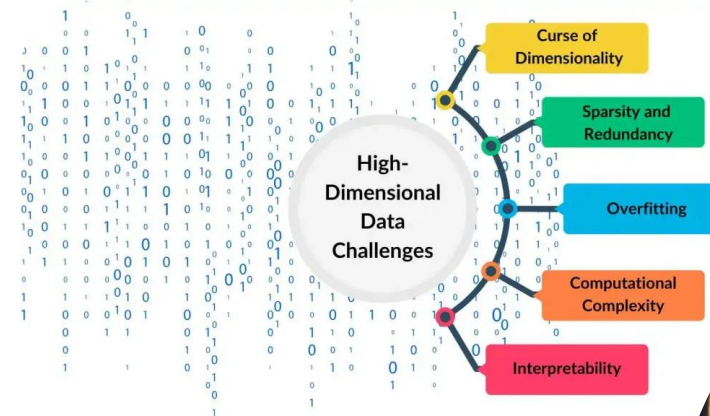 High-
Dimensional
Data
Challenges
Curse of
Dimensionality
Sparsity and
Redundancy
Overfitting
Computational
Complexity
Interpretability